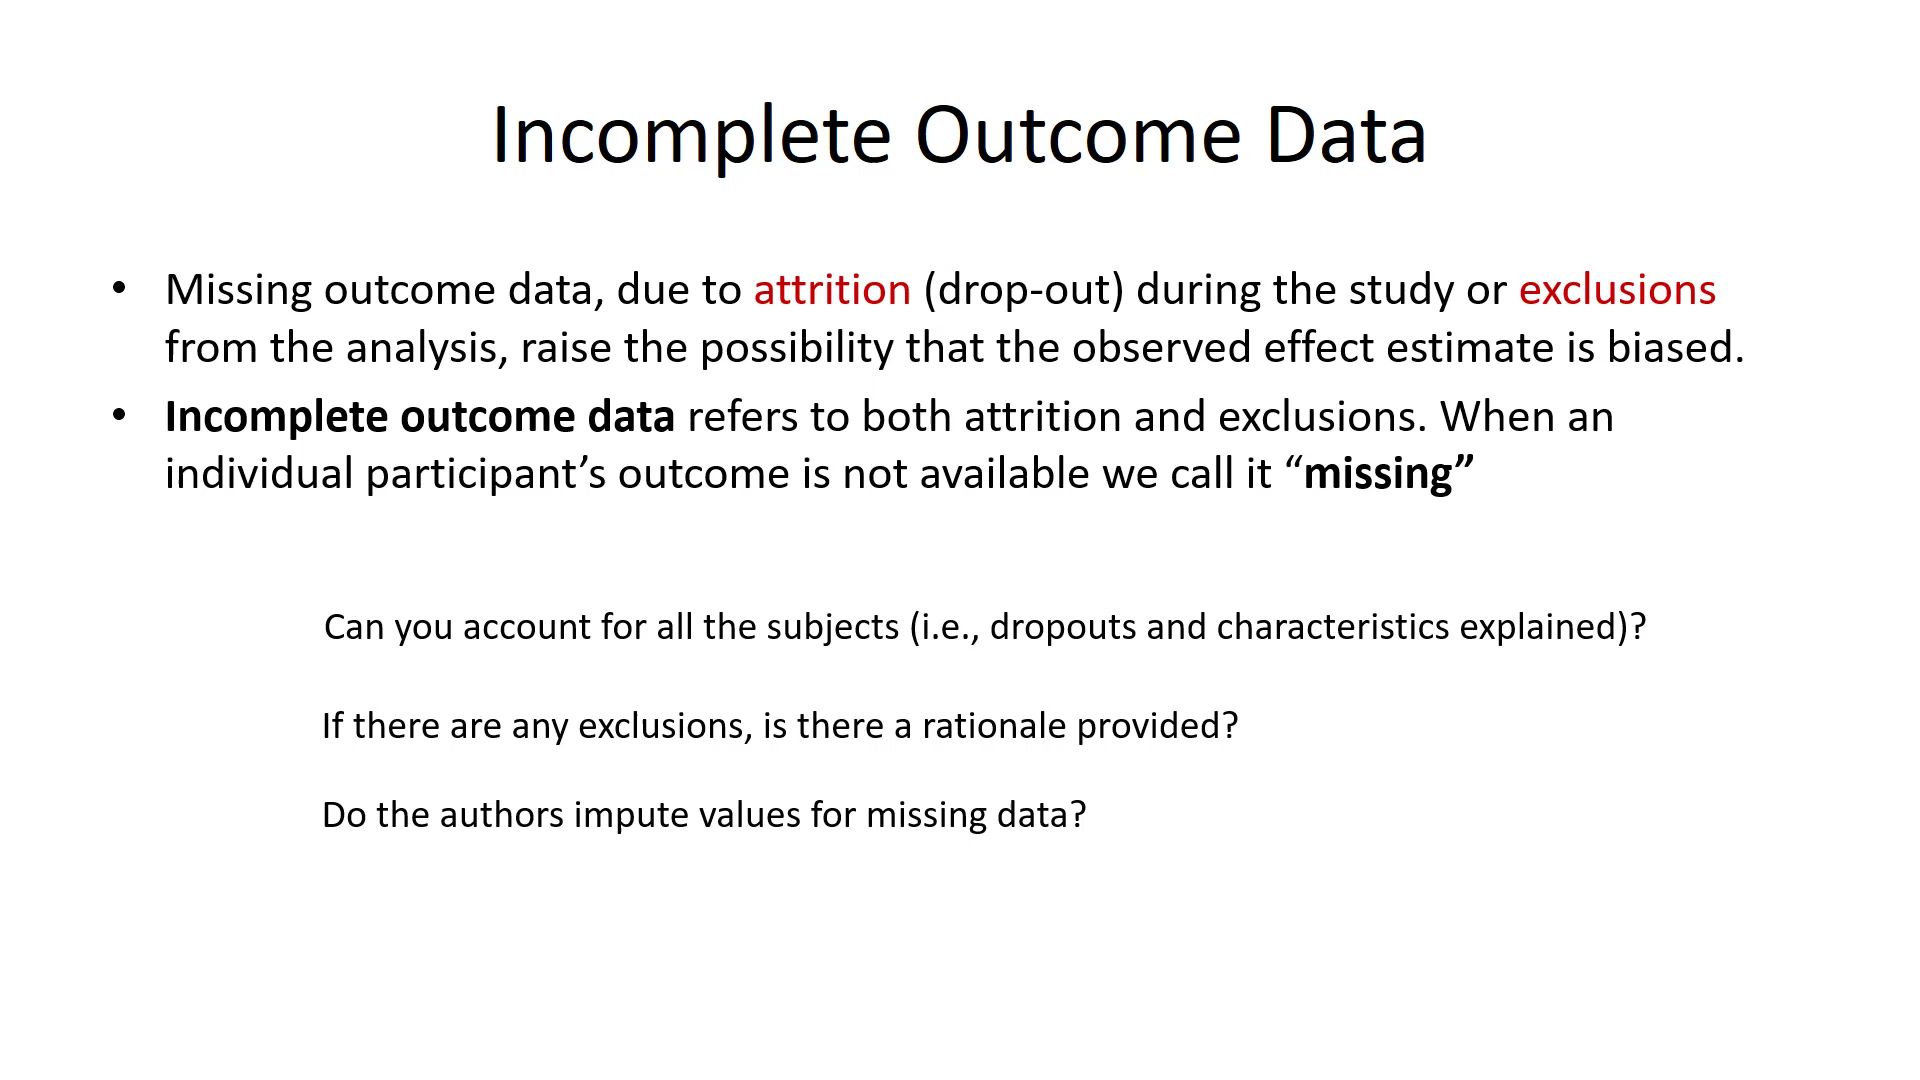 Incomplete Outcome Data
• Missing outcome data, due to attrition (drop-out) during the study or exclusions
from the analysis, raise the possibility that the observed effect estimate is biased.
• Incomplete outcome data refers to both attrition and exclusions. When an
individual participant’s outcome is not available we call it “missing”
Can you account for all the subjects (i.e., dropouts and characteristics explained)?
If there are any exclusions, is there a rationale provided?
Do the authors impute values for missing data?